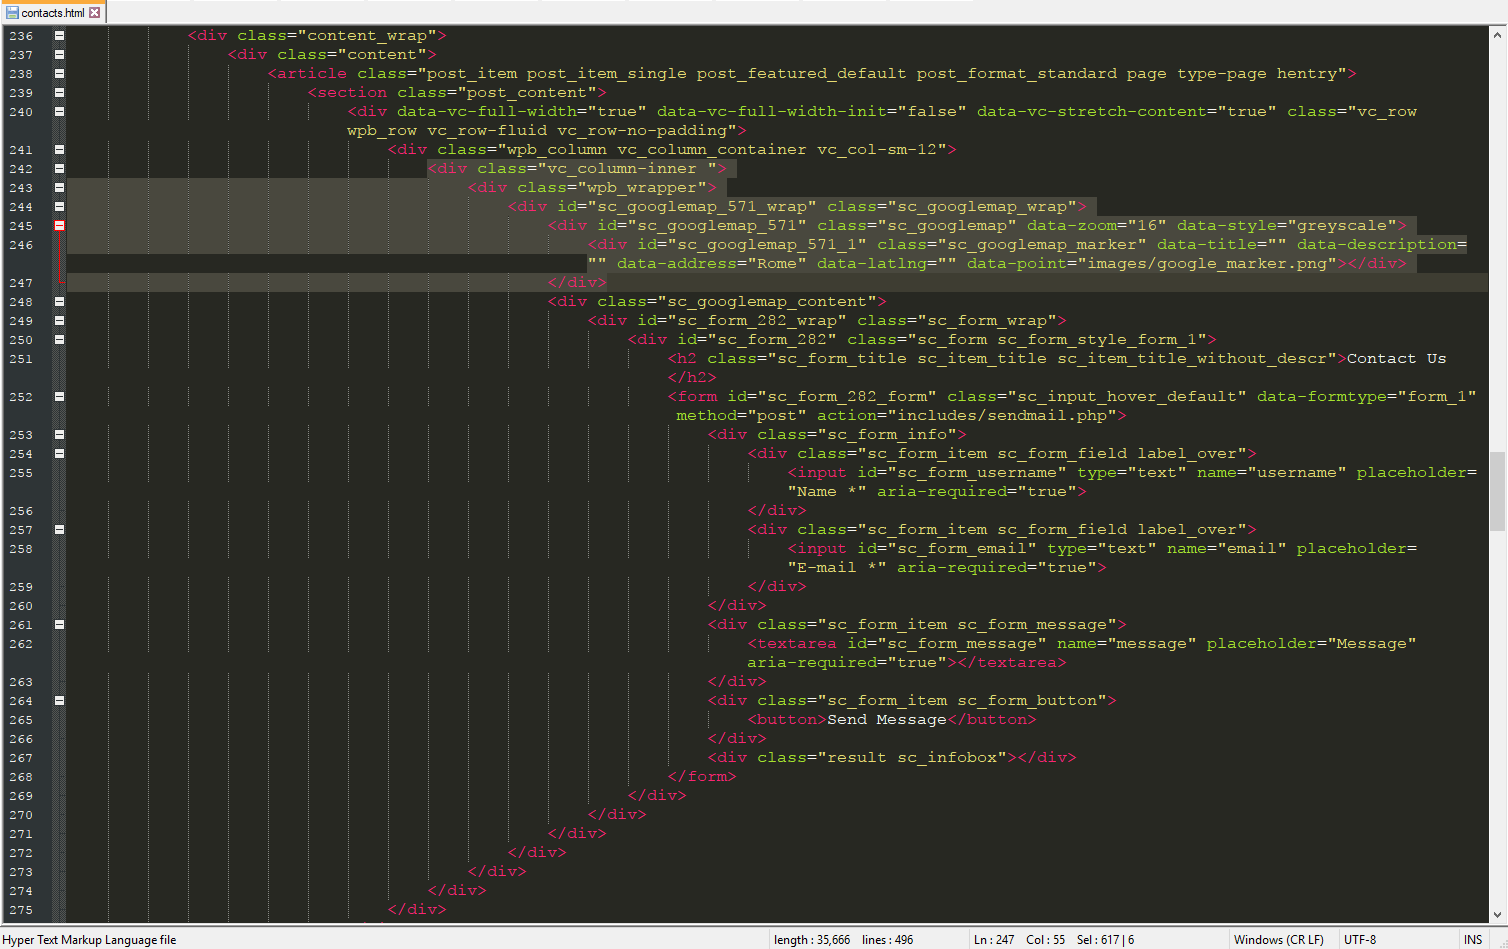 contacts.html
236 <div class="content_wrap">
237 <div class="content">
238 <article class="post_item post_item_single post_featured_default post_format_standard page type-page hentry">
239 <section class="post_content">
240 <div data-vc-full-width="true" data-vc-full-width-init="false" data-vc-stretch-content="true" class="vc_row
wpb_row vc_row-fluid vc_row-no-padding">
241 <div class="wpb_column vc_column_container vc_col-sm-12">
242 <div class="vc_column-inner ">
243 <div class="wpb_wrapper">
244 <div id="sc_googlemap_571_wrap" class="sc_googlemap_wrap">
245 <div id="sc_googlemap_571" class="sc_googlemap" data-zoom="16" data-style="greyscale">
246 <div id="sc_googlemap_571_1" class="sc_googlemap_marker" data-title="" data-description=
"" data-address="Rome" data-latlng="" data-point="images/google_marker.png"></div>
247 </div>
248 <div class="sc_googlemap_content">
249 <div id="sc_form_282_wrap" class="sc_form_wrap">
250 <div id="sc_form_282" class="sc_form sc_form_style_form_1">
251 <h2 class="sc_form_title sc_item_title sc_item_title_without_descr">Contact Us
</h2>
252 <form id="sc_form_282_form" class="sc_input_hover_default" data-formtype="form_1"
method="post" action="includes/sendmail.php">
253 <div class="sc_form_info">
254 <div class="sc_form_item sc_form_field label_over">
255 <input id="sc_form_username" type="text" name="username" placeholder=
"Name *" aria-required="true">
256 </div>
257 <div class="sc_form_item sc_form_field label_over">
258 <input id="sc_form_email" type="text" name="email" placeholder=
"E-mail *" aria-required="true">
259 </div>
260 </div>
261 <div class="sc_form_item sc_form_message">
262 <textarea id="sc_form_message" name="message" placeholder="Message"
aria-required="true"></textarea>
263 </div>
264 <div class="sc_form_item sc_form_button">
265 <button>Send Message</button>
266 </div>
267 <div class="result sc_infobox"></div>
268 </form>
269 </div>
270 </div>
271 </div>
272 </div>
273 </div>
274 </div>
275 </div>
Hyper Text Markup Language file length : 35,666 lines : 496 Ln : 247 Col : 55 Sel : 617 | 6 Windows (CR LF) UTF-8 INS